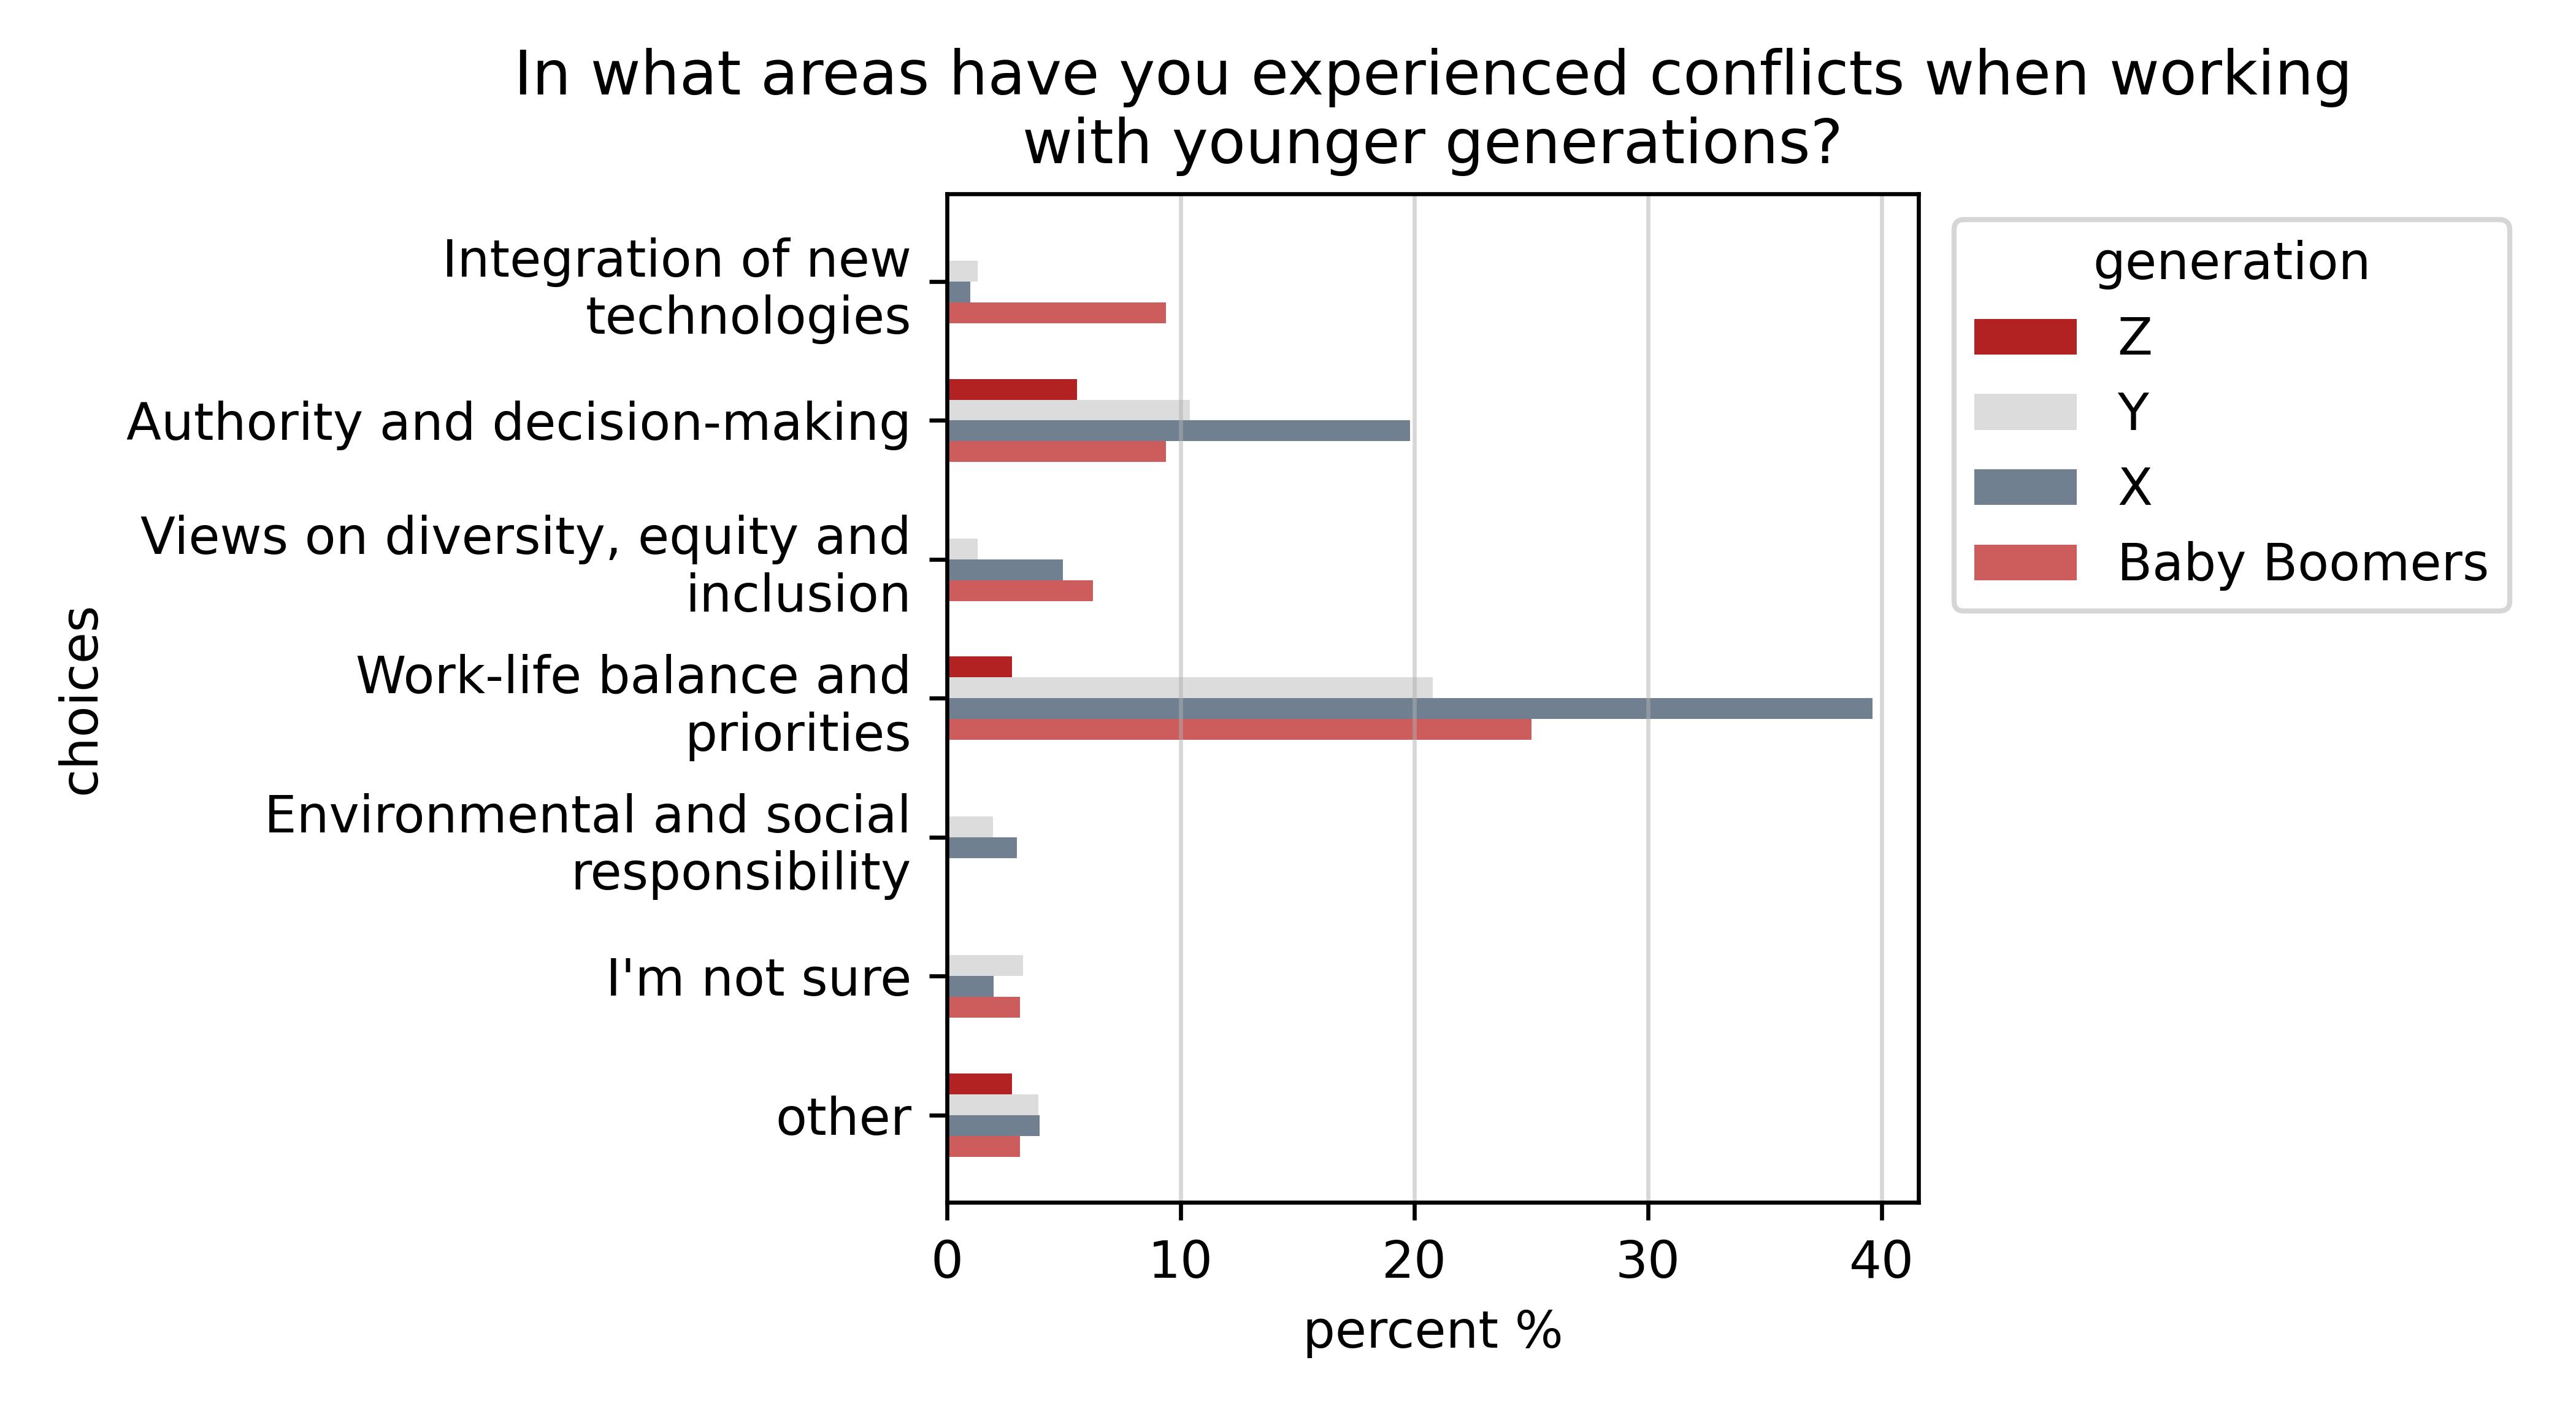 In what areas have you experienced conflicts when working
with younger generations?
choices
Integration of new
technologies
Authority and decision-making
Views on diversity, equity and
inclusion
Work-life balance and
priorities
Environmental and social
responsibility
I'm not sure
other
0 10 20 30 40
percent %
generation
Z
Y
X
Baby Boomers